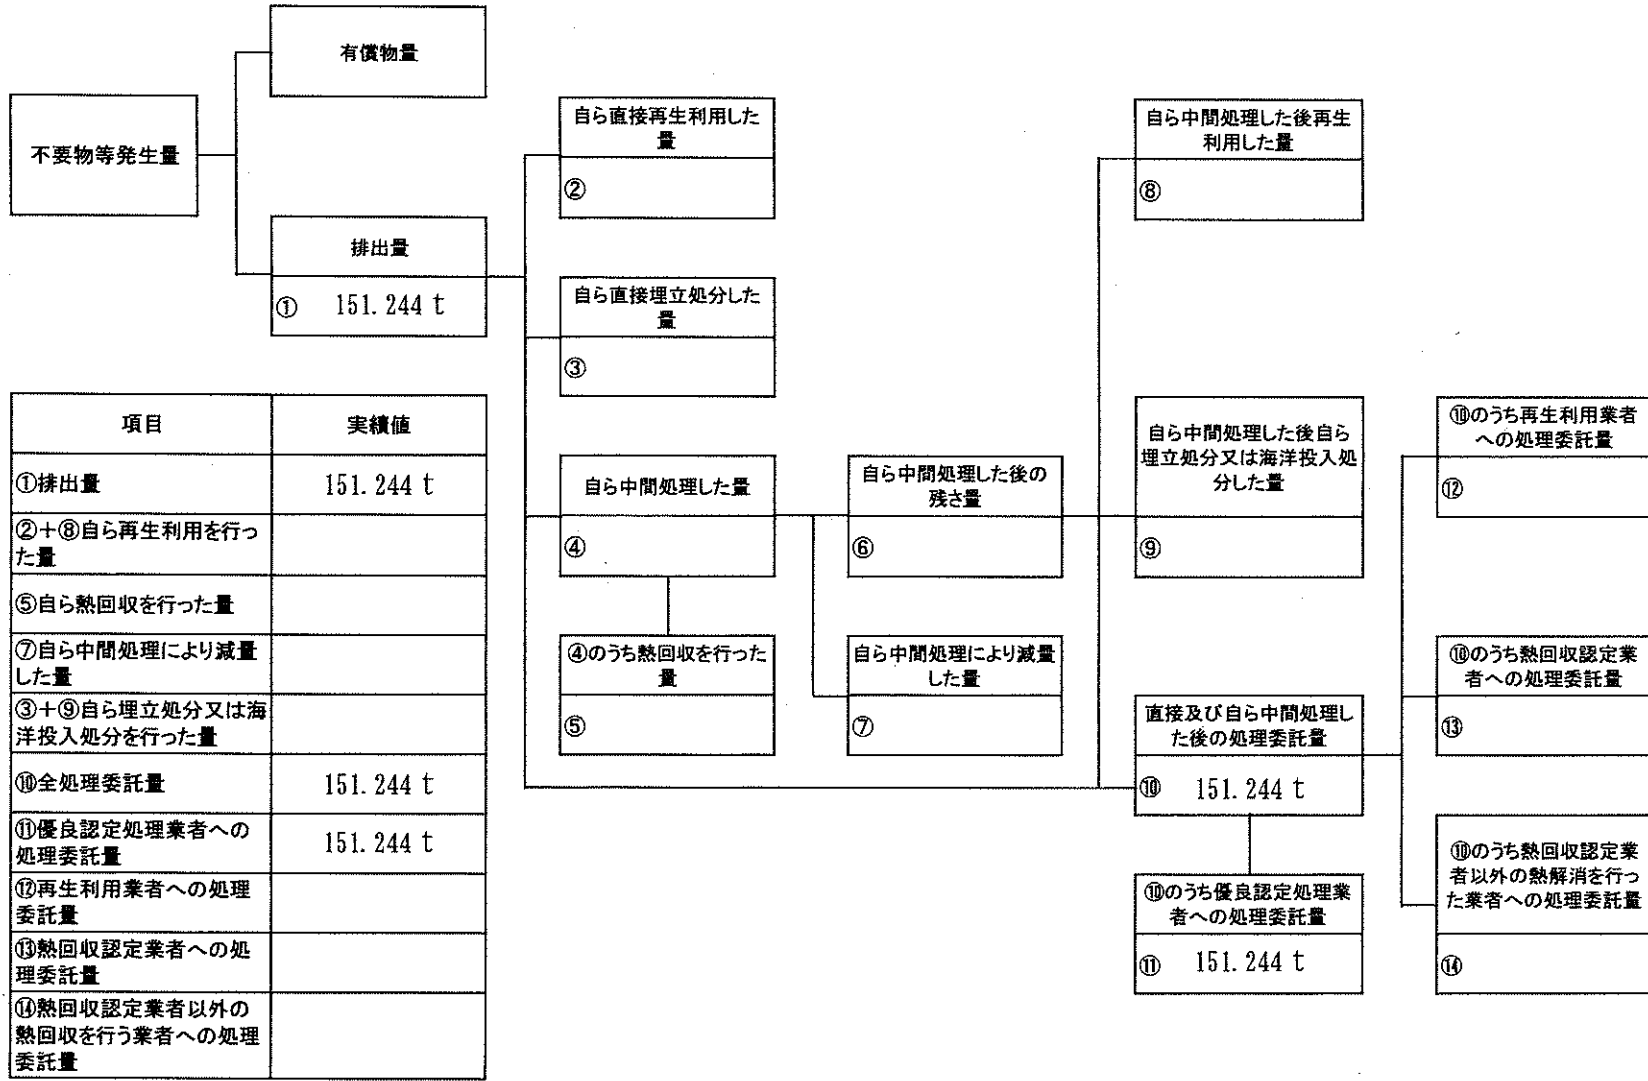 有償物量
不要物等発生量
排出量
① 151.244 t
自ら直接再生利用した
量
②
自ら直接埋立処分した
量
③
自ら中間処理した量
④
④のうち熱回収を行った
量
⑤
自ら中間処理した後の
残さ量
⑥
自ら中間処理により減量
した量
⑦
自ら中間処理した後再生
利用した量
⑧
自ら中間処理した後自ら
埋立処分又は海洋投入処
分した量
⑨
直接及び自ら中間処理し
た後の処理委託量
⑩ 151.244 t
⑩のうち優良認定処理業
者への処理委託量
⑪ 151.244 t
⑩のうち再生利用業者
への処理委託量
⑫
⑩のうち熱回収認定業
者への処理委託量
⑬
⑩のうち熱回収認定業
者以外の熱解消を行っ
た業者への処理委託量
⑭
項目 実績値
①排出量 151.244 t
②＋⑧自ら再生利用を行っ
た量
⑤自ら熱回収を行った量
⑦自ら中間処理により減量
した量
③＋⑨自ら埋立処分又は海
洋投入処分を行った量
⑩全処理委託量 151.244 t
⑪優良認定処理業者への
処理委託量 151.244 t
⑫再生利用業者への処理
委託量
⑬熱回収認定業者への処
理委託量
⑭熱回収認定業者以外の
熱回収を行う業者への処理
委託量